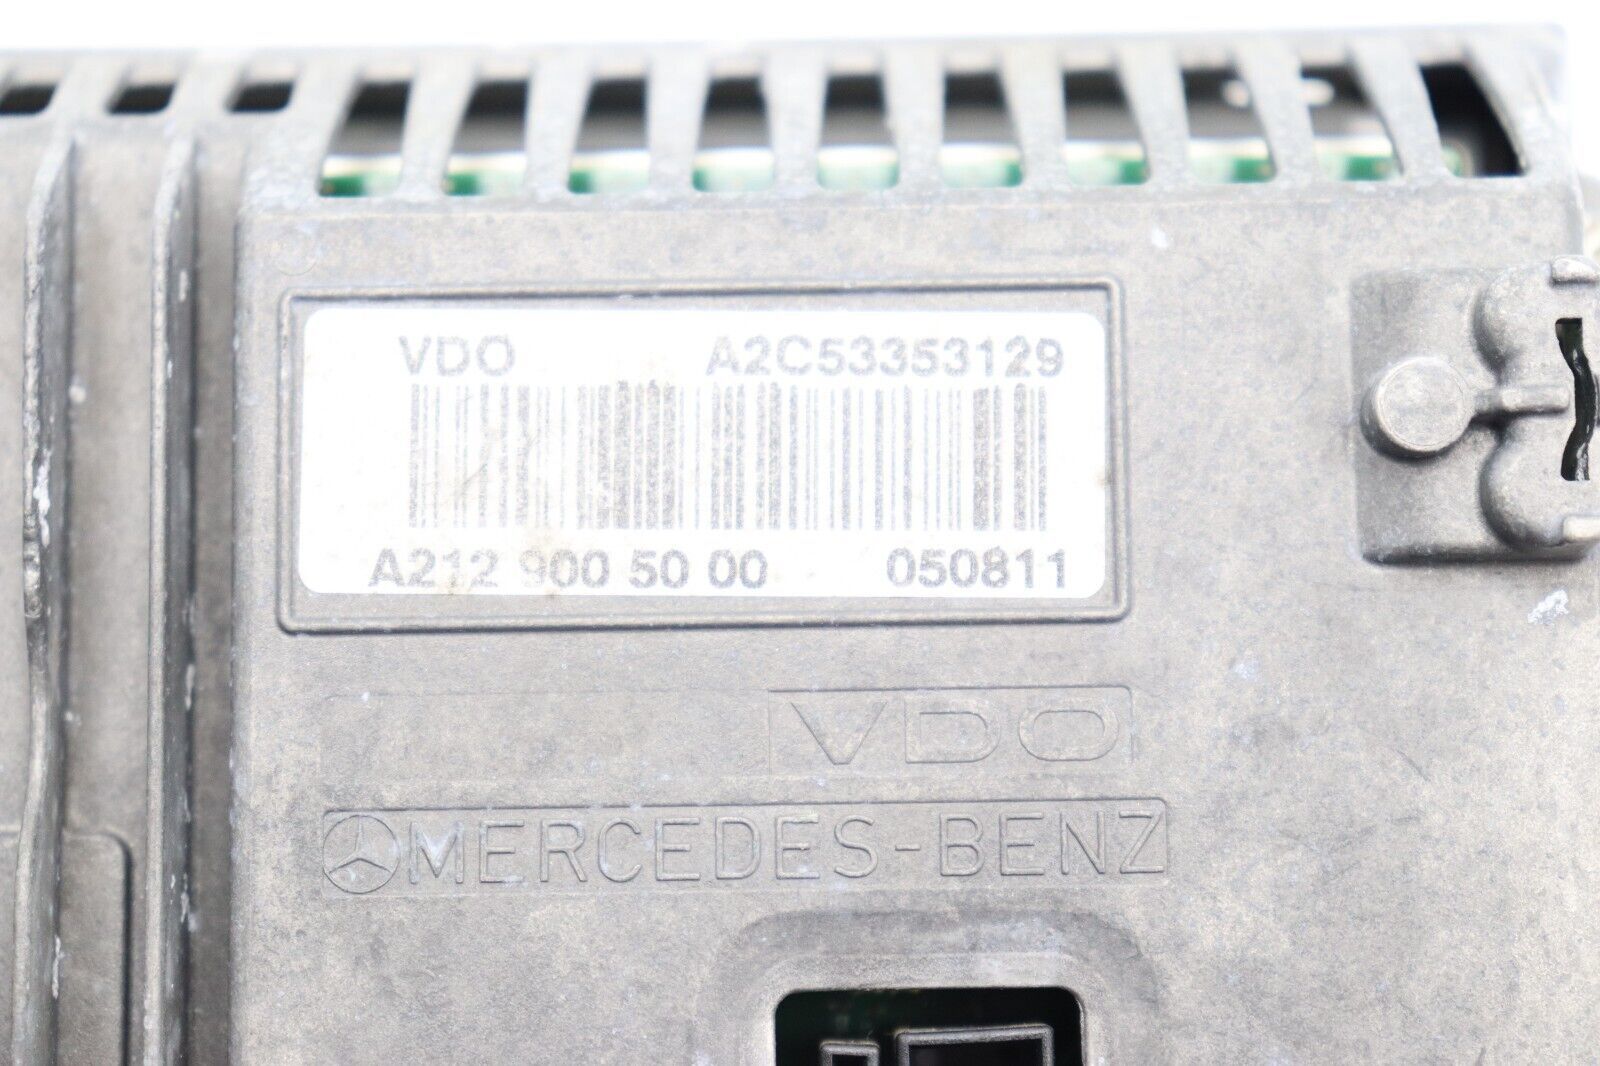 VDO A2C53353129
A212 900 50 00 050811
VDO
MERCEDES-BENZ